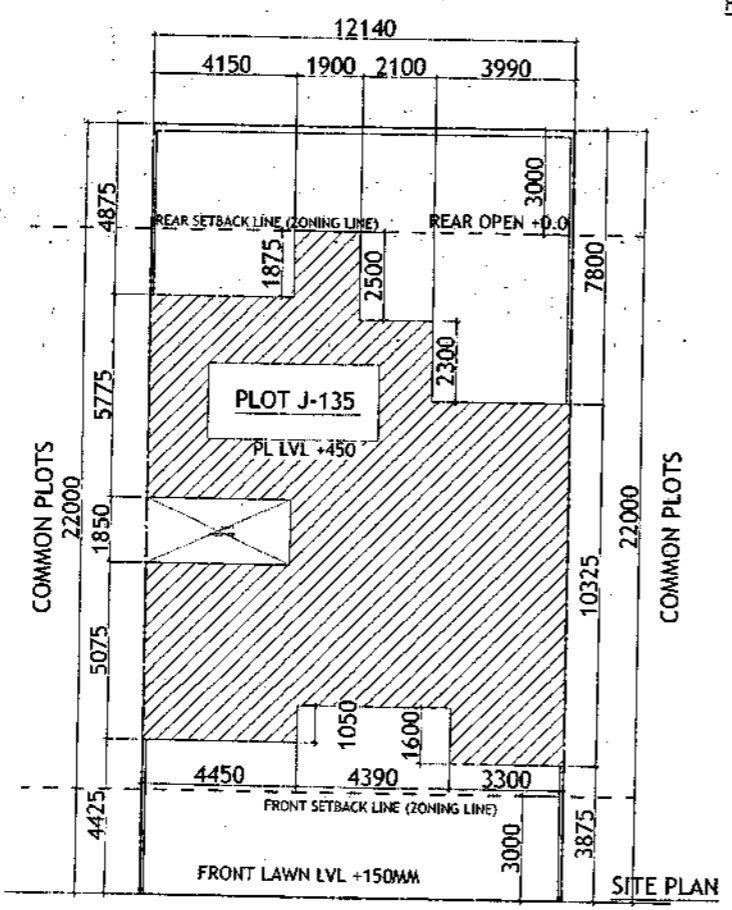 12140
4150 1900 2100 3990
4875
3000
REAR SETBACK LINE (ZONING LINE)
REAR OPEN +0.0
1875
2500
7800
2300
5775
PLOT J-135
PL LVL +450
COMMON PLOTS
22000
1850
22000
COMMON PLOTS
10325
5075
1050
1600
4450 4390 3300
4425
FRONT SETBACK LINE (ZONING LINE)
3000
3875
FRONT LAWN LVL +150MM
SITE PLAN